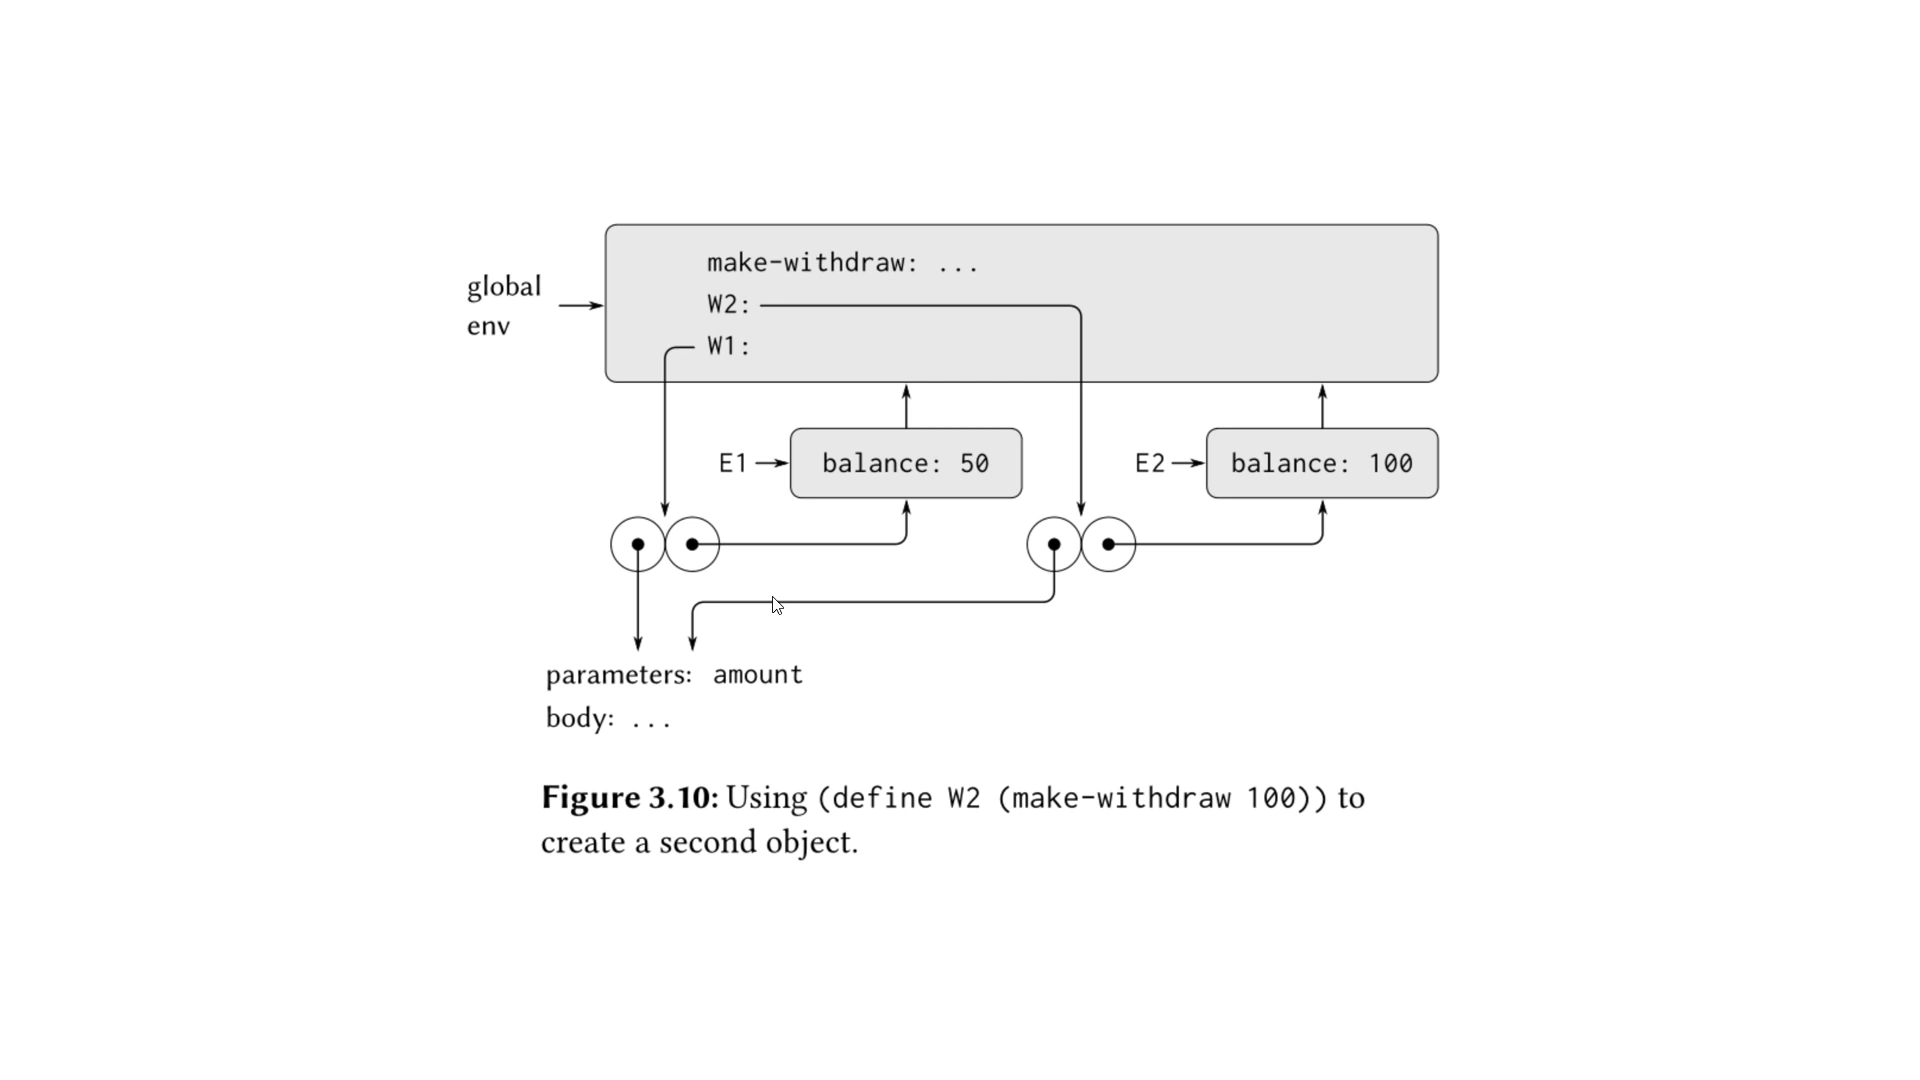 global
env
make-withdraw: ...
W2:
W1:
E1
balance: 50
E2
balance: 100
parameters: amount
body: ...
Figure 3.10: Using (define W2 (make-withdraw 100)) to
create a second object.